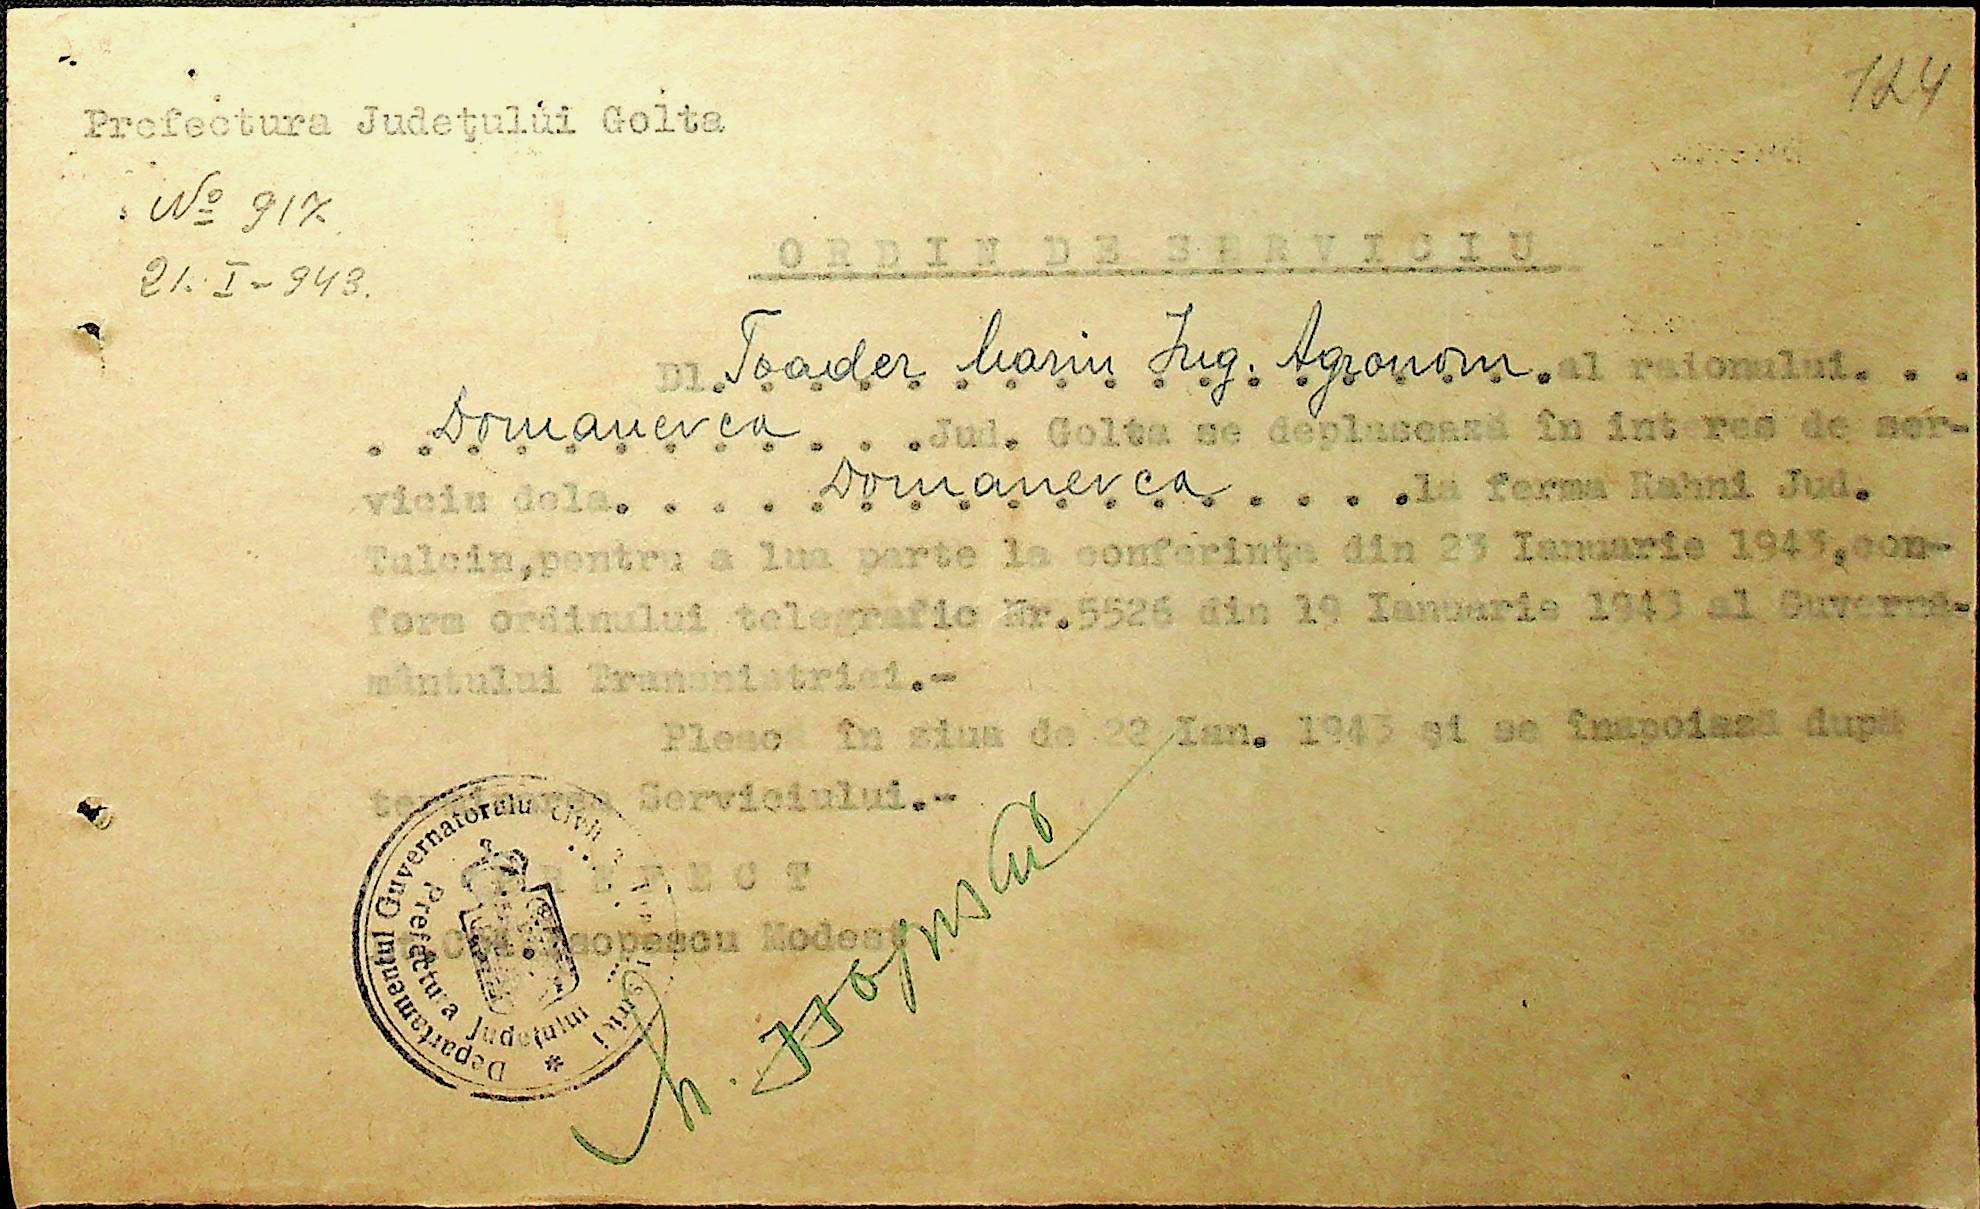 124
Prefectura Judeţului Golta
№ 917
21.I-943.
ORDIN DE SERVICIU
Dl. Toader Marin Ing. Agronom. al raionului. . .
. Domanevca . . . Jud. Golta se deplasează în interes de ser-
viciu dela. . . . Domanevca . . . .la ferma Rahni Jud.
Tulcin,pentru a lua parte la conferinţa din 23 Ianuarie 1943,con-
form ordinului telegrafic Nr.5526 din 19 Ianuarie 1943 al Guvernă-
mântului Transnistriei.-
Pleacă în ziua de 22 Ian. 1943 şi se înapoiază după
terminarea Serviciului.-
PREFECT
Isopescu Modest
Departamentul Guvernatorului Civil
Prefectura Judeţului